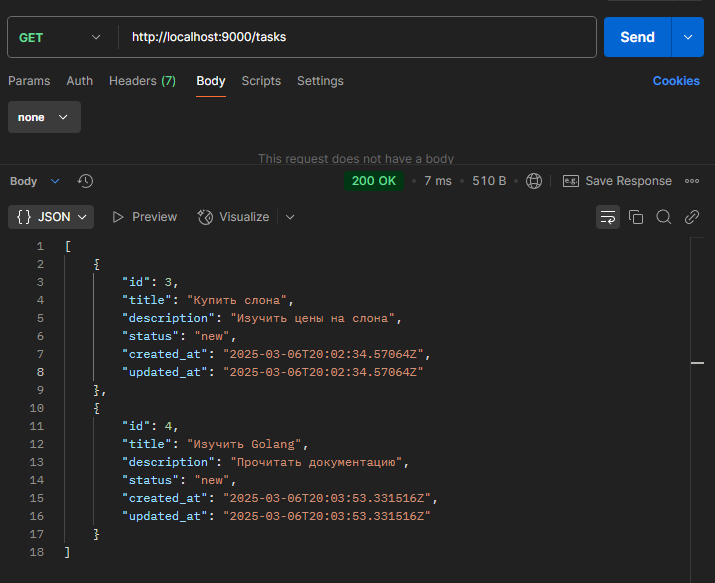 GET http://localhost:9000/tasks Send
Params Auth Headers (7) Body Scripts Settings Cookies
none
This request does not have a body
Body 200 OK • 7 ms • 510 B • e.g. Save Response
{} JSON Preview Visualize
1 [
2 {
3 "id": 3,
4 "title": "Купить слона",
5 "description": "Изучить цены на слона",
6 "status": "new",
7 "created_at": "2025-03-06T20:02:34.57064Z",
8 "updated_at": "2025-03-06T20:02:34.57064Z"
9 },
10 {
11 "id": 4,
12 "title": "Изучить Golang",
13 "description": "Прочитать документацию",
14 "status": "new",
15 "created_at": "2025-03-06T20:03:53.331516Z",
16 "updated_at": "2025-03-06T20:03:53.331516Z"
17 }
18 ]